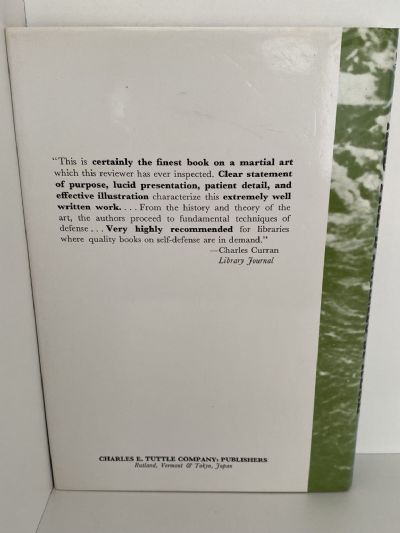 "This is certainly the finest book on a martial art
which this reviewer has ever inspected. Clear statement
of purpose, lucid presentation, patient detail, and
effective illustration characterize this extremely well
written work. . . . From the history and theory of the
art, the authors proceed to fundamental techniques of
defense . . . Very highly recommended for libraries
where quality books on self-defense are in demand."
—Charles Curran
Library Journal
CHARLES E. TUTTLE COMPANY: PUBLISHERS
Rutland, Vermont & Tokyo, Japan